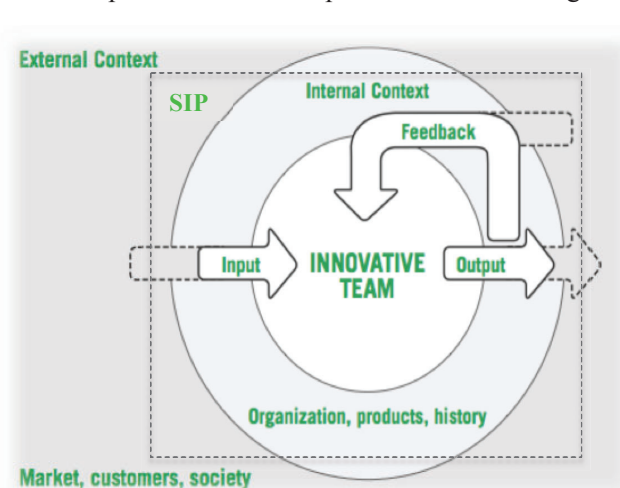 External Context
SIP
Internal Context
Feedback
Input
INNOVATIVE
TEAM
Output
Organization, products, history
Market, customers, society